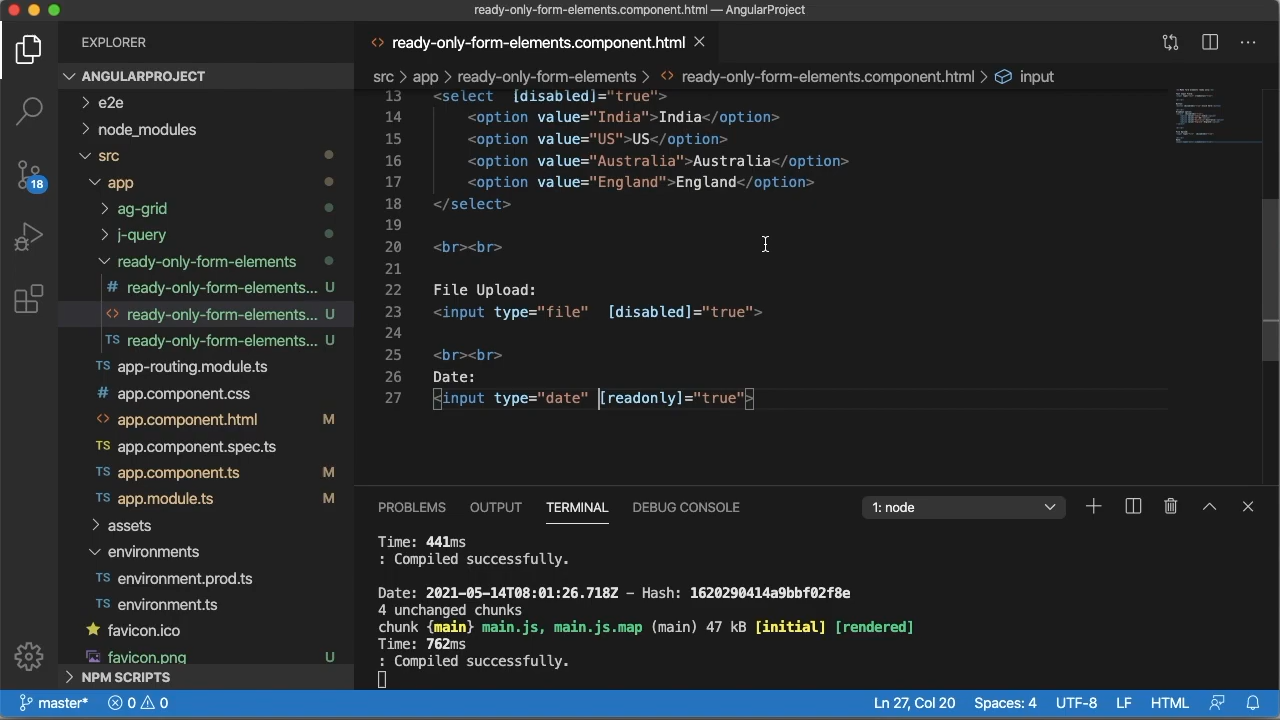 ready-only-form-elements.component.html — AngularProject
EXPLORER
ready-only-form-elements.component.html
ANGULARPROJECT
src > app > ready-only-form-elements > ready-only-form-elements.component.html > input
e2e
node_modules
src
app
ag-grid
j-query
ready-only-form-elements
# ready-only-form-elements... U
<> ready-only-form-elements... U
TS ready-only-form-elements... U
TS app-routing.module.ts
# app.component.css
<> app.component.html M
TS app.component.spec.ts
TS app.component.ts M
TS app.module.ts M
assets
environments
TS environment.prod.ts
TS environment.ts
favicon.ico
favicon.png U
NPM SCRIPTS
18
13 <select  [disabled]="true">
14 <option value="India">India</option>
15 <option value="US">US</option>
16 <option value="Australia">Australia</option>
17 <option value="England">England</option>
18 </select>
19
20 <br><br>
21
22 File Upload:
23 <input type="file"  [disabled]="true">
24
25 <br><br>
26 Date:
27 <input type="date" [readonly]="true">
PROBLEMS OUTPUT TERMINAL DEBUG CONSOLE 1: node
Time: 441ms
: Compiled successfully.
Date: 2021-05-14T08:01:26.718Z - Hash: 1620290414a9bbf02f8e
4 unchanged chunks
chunk {main} main.js, main.js.map (main) 47 kB [initial] [rendered]
Time: 762ms
: Compiled successfully.
master* 0 0 Ln 27, Col 20 Spaces: 4 UTF-8 LF HTML